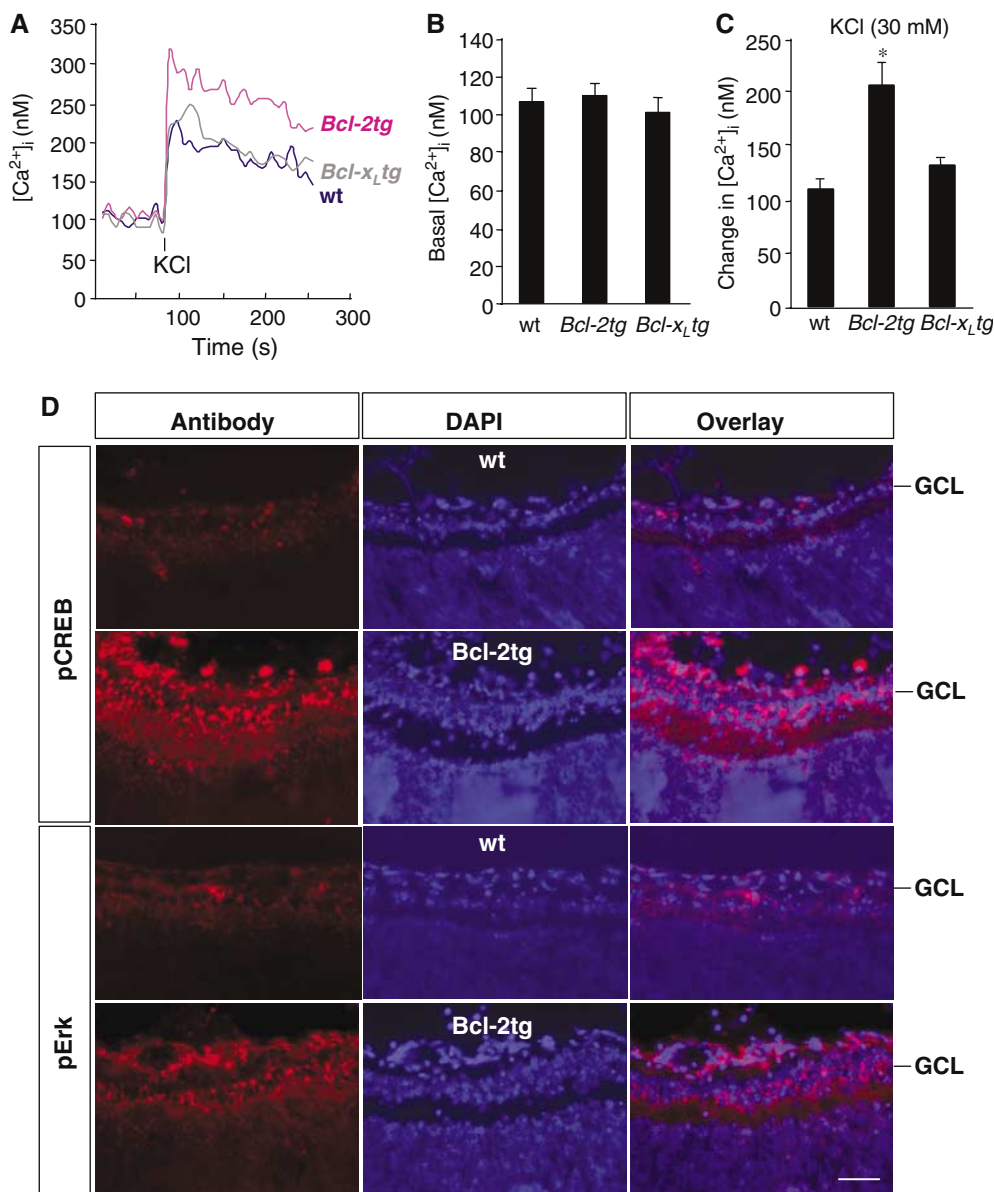 A
[Ca2+]i (nM)
350
300
250
200
150
100
50
0
Bcl-2tg
Bcl-xLtg
wt
KCl
100 200 300
Time (s)
B
Basal [Ca2+]i (nM)
140
120
100
80
60
40
20
0
wt Bcl-2tg Bcl-xLtg
C
KCl (30 mM)
Change in [Ca2+]i (nM)
250
200
150
100
50
0
*
wt Bcl-2tg Bcl-xLtg
D
Antibody DAPI Overlay
pCREB
wt
GCL
Bcl-2tg
GCL
pErk
wt
GCL
Bcl-2tg
GCL